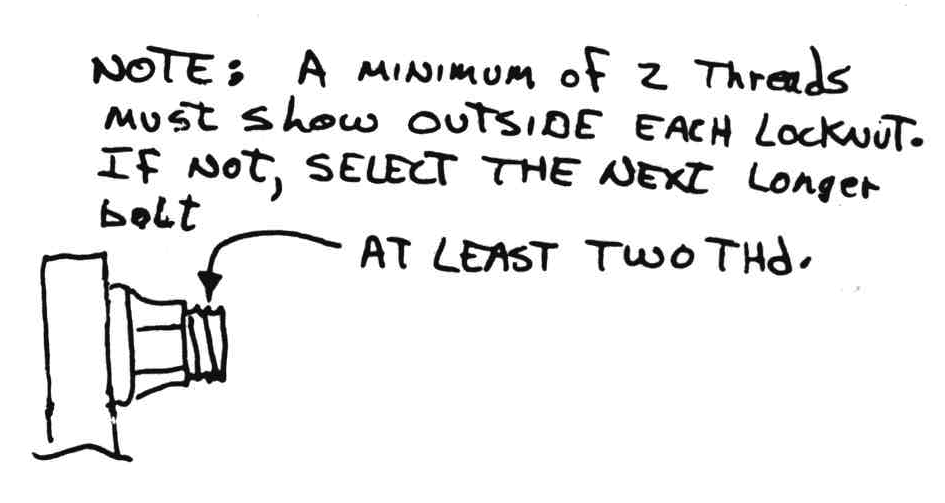 NOTE: A MINIMUM OF 2 Threads
MUST Show OUTSIDE EACH LOCKNUT.
IF NOT, SELECT THE NEXT Longer
bolt
AT LEAST TWO THd.